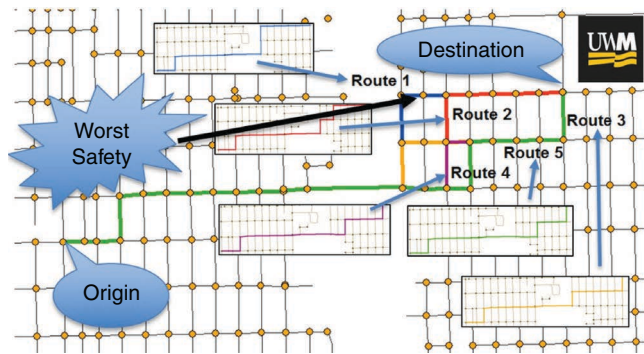 Destination
UWM
Route 1
Worst
Safety
Route 2
Route 3
Route 5
Route 4
Origin